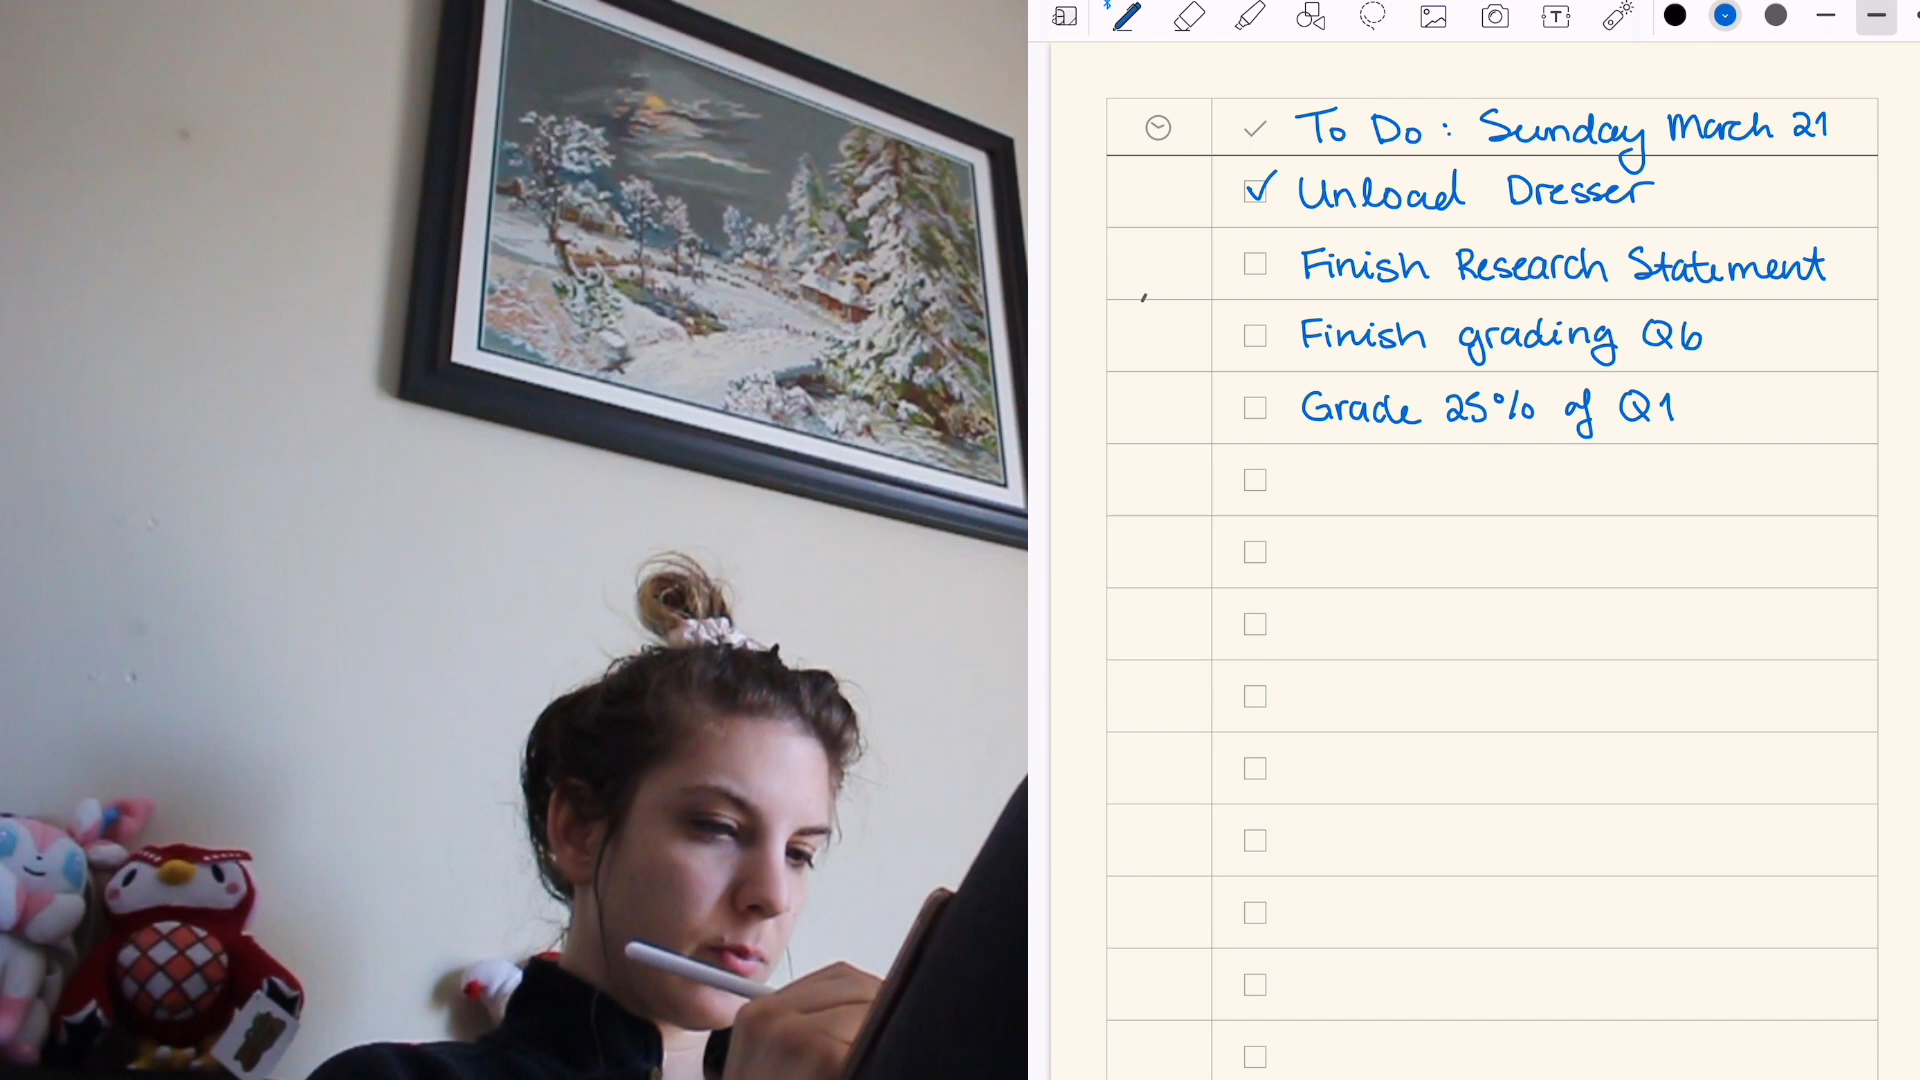 To Do : Sunday March 21
Unload Dresser
Finish Research Statement
Finish grading Q6
Grade 25% of Q1